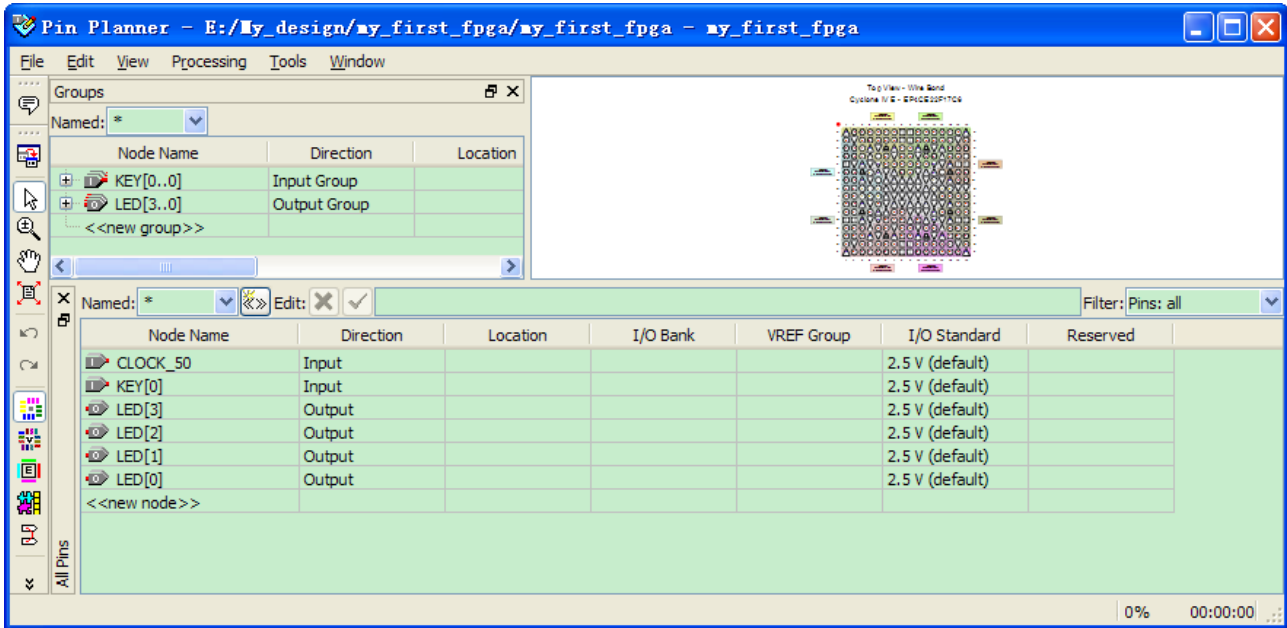 Pin Planner - E:/My_design/my_first_fpga/my_first_fpga - my_first_fpga
File Edit View Processing Tools Window
Groups
Named: *
Node Name Direction Location
KEY[0..0] Input Group
LED[3..0] Output Group
<<new group>>
Top View - Wire Bond
Cyclone IV E - EP4CE22F17C6
Named: * Edit: Filter: Pins: all
Node Name Direction Location I/O Bank VREF Group I/O Standard Reserved
CLOCK_50 Input 2.5 V (default)
KEY[0] Input 2.5 V (default)
LED[3] Output 2.5 V (default)
LED[2] Output 2.5 V (default)
LED[1] Output 2.5 V (default)
LED[0] Output 2.5 V (default)
<<new node>>
All Pins
0% 00:00:00